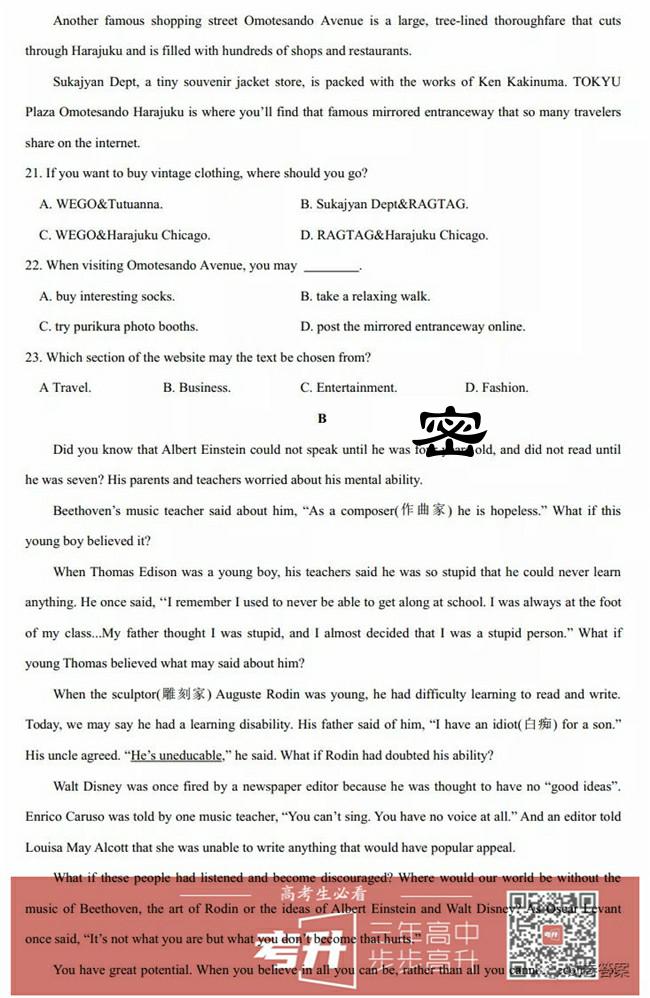 Another famous shopping street Omotesando Avenue is a large, tree-lined thoroughfare that cuts
through Harajuku and is filled with hundreds of shops and restaurants.
Sukajyan Dept, a tiny souvenir jacket store, is packed with the works of Ken Kakinuma. TOKYU
Plaza Omotesando Harajuku is where you'll find that famous mirrored entranceway that so many travelers
share on the internet.
21. If you want to buy vintage clothing, where should you go?
A. WEGO&Tutuanna. B. Sukajyan Dept&RAGTAG.
C. WEGO&Harajuku Chicago. D. RAGTAG&Harajuku Chicago.
22. When visiting Omotesando Avenue, you may ________.
A. buy interesting socks. B. take a relaxing walk.
C. try purikura photo booths. D. post the mirrored entranceway online.
23. Which section of the website may the text be chosen from?
A Travel. B. Business. C. Entertainment. D. Fashion.
B
密
Did you know that Albert Einstein could not speak until he was four year old, and did not read until
he was seven? His parents and teachers worried about his mental ability.
Beethoven's music teacher said about him, "As a composer(作曲家) he is hopeless." What if this
young boy believed it?
When Thomas Edison was a young boy, his teachers said he was so stupid that he could never learn
anything. He once said, ‘‘I remember I used to never be able to get along at school. I was always at the foot
of my class...My father thought I was stupid, and I almost decided that I was a stupid person." What if
young Thomas believed what may said about him?
When the sculptor(雕刻家) Auguste Rodin was young, he had difficulty learning to read and write.
Today, we may say he had a learning disability. His father said of him, "I have an idiot(白痴) for a son."
His uncle agreed. "He's uneducable," he said. What if Rodin had doubted his ability?
Walt Disney was once fired by a newspaper editor because he was thought to have no "good ideas".
Enrico Caruso was told by one music teacher, "You can't sing. You have no voice at all." And an editor told
Louisa May Alcott that she was unable to write anything that would have popular appeal.
What if these people had listened and become discouraged? Where would our world be without the
高考生必看
music of Beethoven, the art of Rodin or the ideas of Albert Einstein and Walt Disney? As Oscar Levant
考升 三年高中
once said, "It's not what you are but what you don't become that hurts."
步步高升
You have great potential. When you believe in all you can be, rather than all you
答案